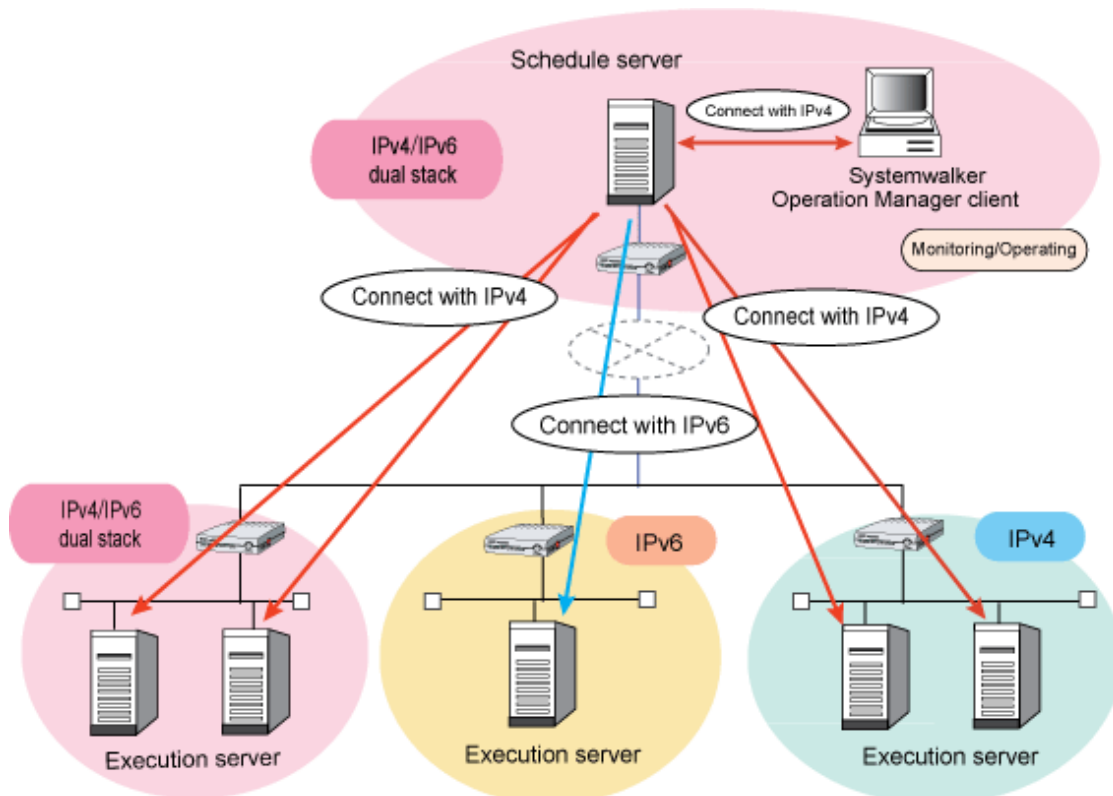 Schedule server
Connect with IPv4
IPv4/IPv6
dual stack
Systemwalker
Operation Manager client
Monitoring/Operating
Connect with IPv4
Connect with IPv4
Connect with IPv6
IPv4/IPv6
dual stack
IPv6
IPv4
Execution server
Execution server
Execution server